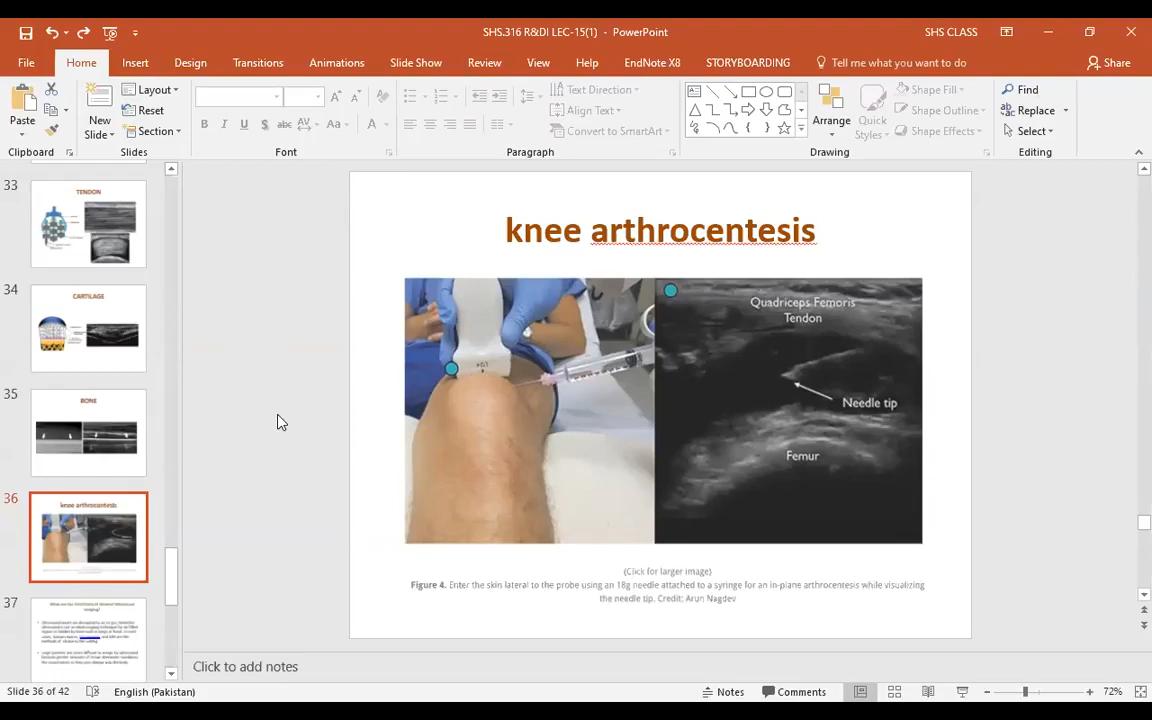 SHS.316 R&DI LEC-15(1) - PowerPoint
SHS CLASS
File Home Insert Design Transitions Animations Slide Show Review View Help EndNote X8 STORYBOARDING Tell me what you want to do Share
Paste
Clipboard
New Slide
Layout
Reset
Section
Slides
B I U S abc AV Aa A
Font
Text Direction
Align Text
Convert to SmartArt
Paragraph
Arrange
Quick Styles
Shape Fill
Shape Outline
Shape Effects
Drawing
Find
Replace
Select
Editing
33
TENDON
34
CARTILAGE
35
BONE
36
knee arthrocentesis
37
knee arthrocentesis
Quadriceps Femoris
Tendon
Needle tip
Femur
(Click for larger image)
Figure 4. Enter the skin lateral to the probe using an 18g needle attached to a syringe for an in-plane arthrocentesis while visualizing
the needle tip. Credit: Arun Nagdev
Click to add notes
Slide 36 of 42 English (Pakistan) Notes Comments 72%